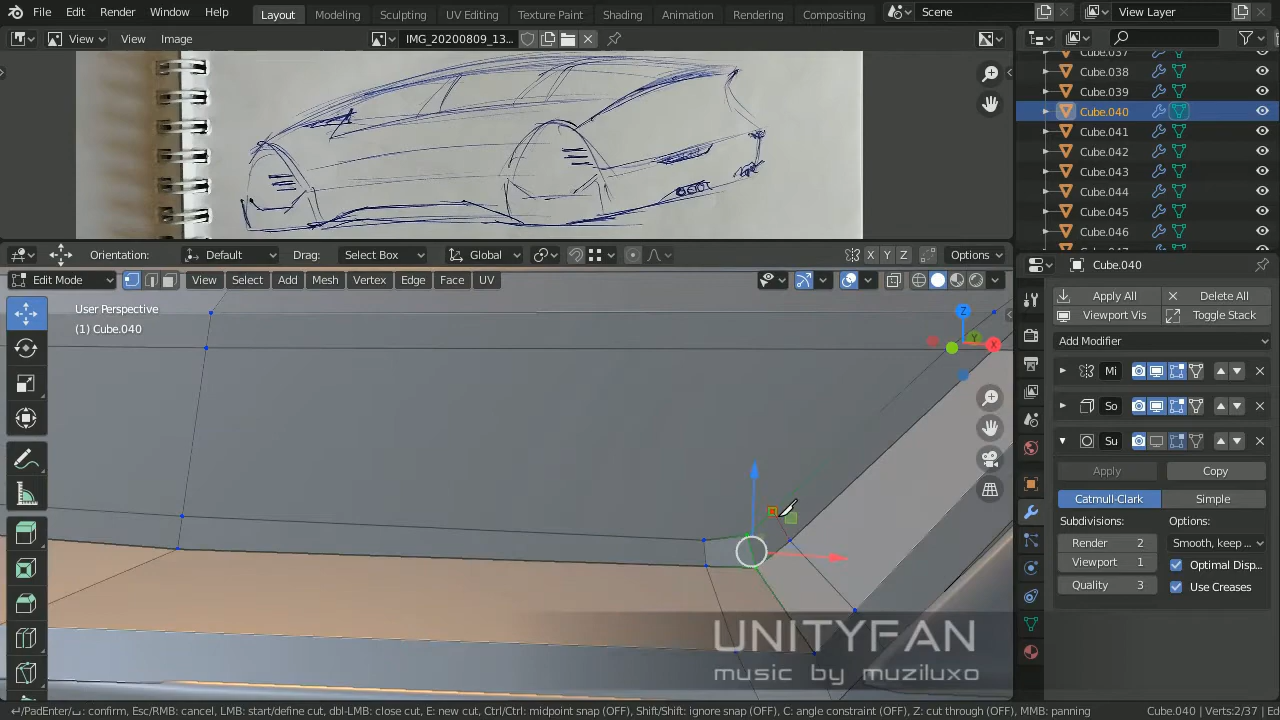 File Edit Render Window Help Layout Modeling Sculpting UV Editing Texture Paint Shading Animation Rendering Compositing Scene View Layer
View View Image IMG_20200809_13...
Cube.037
Cube.038
Cube.039
Cube.040
Cube.041
Cube.042
Cube.043
Cube.044
Cube.045
Cube.046
Orientation: Default Drag: Select Box Global X Y Z Options
Cube.040
Edit Mode View Select Add Mesh Vertex Edge Face UV
User Perspective
(1) Cube.040
Z
Y
X
Apply All Delete All
Viewport Vis Toggle Stack
Add Modifier
Mi
So
Su
Apply Copy
Catmull-Clark Simple
Subdivisions: Options:
Render 2 Smooth, keep ...
Viewport 1 Optimal Disp...
Quality 3 Use Creases
UNITYFAN
music by muziluxo
: confirm, Esc/RMB: cancel, LMB: start/define cut, dbl-LMB: close cut, E: new cut, Ctrl/Ctrl: midpoint snap (OFF), Shift/Shift: ignore snap (OFF), C: angle constraint (OFF), Z: cut through (OFF), MMB: panning Cube.040 | Verts:2/37 | Ed